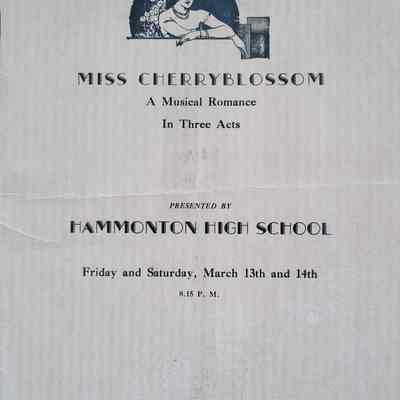 MISS CHERRYBLOSSOM
A Musical Romance
In Three Acts
PRESENTED BY
HAMMONTON HIGH SCHOOL
Friday and Saturday, March 13th and 14th
8.15 P. M.